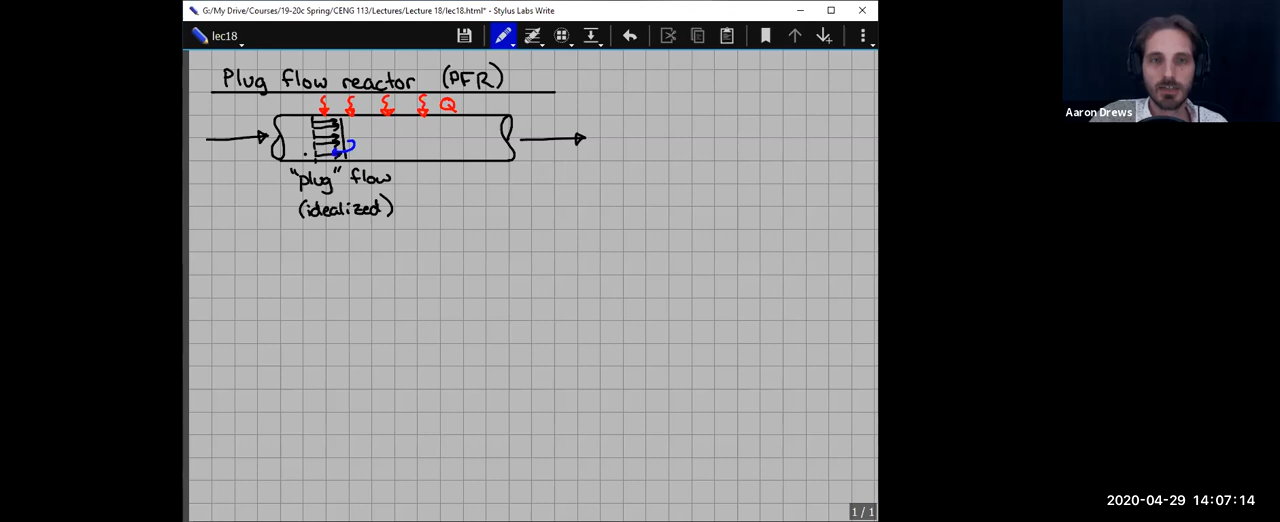 G:/My Drive/Courses/19-20c Spring/CENG 113/Lectures/Lecture 18/lec18.html* - Stylus Labs Write
lec18
Plug flow reactor (PFR)
Q
"plug" flow
(idealized)
Aaron Drews
2020-04-29 14:07:14
1 / 1